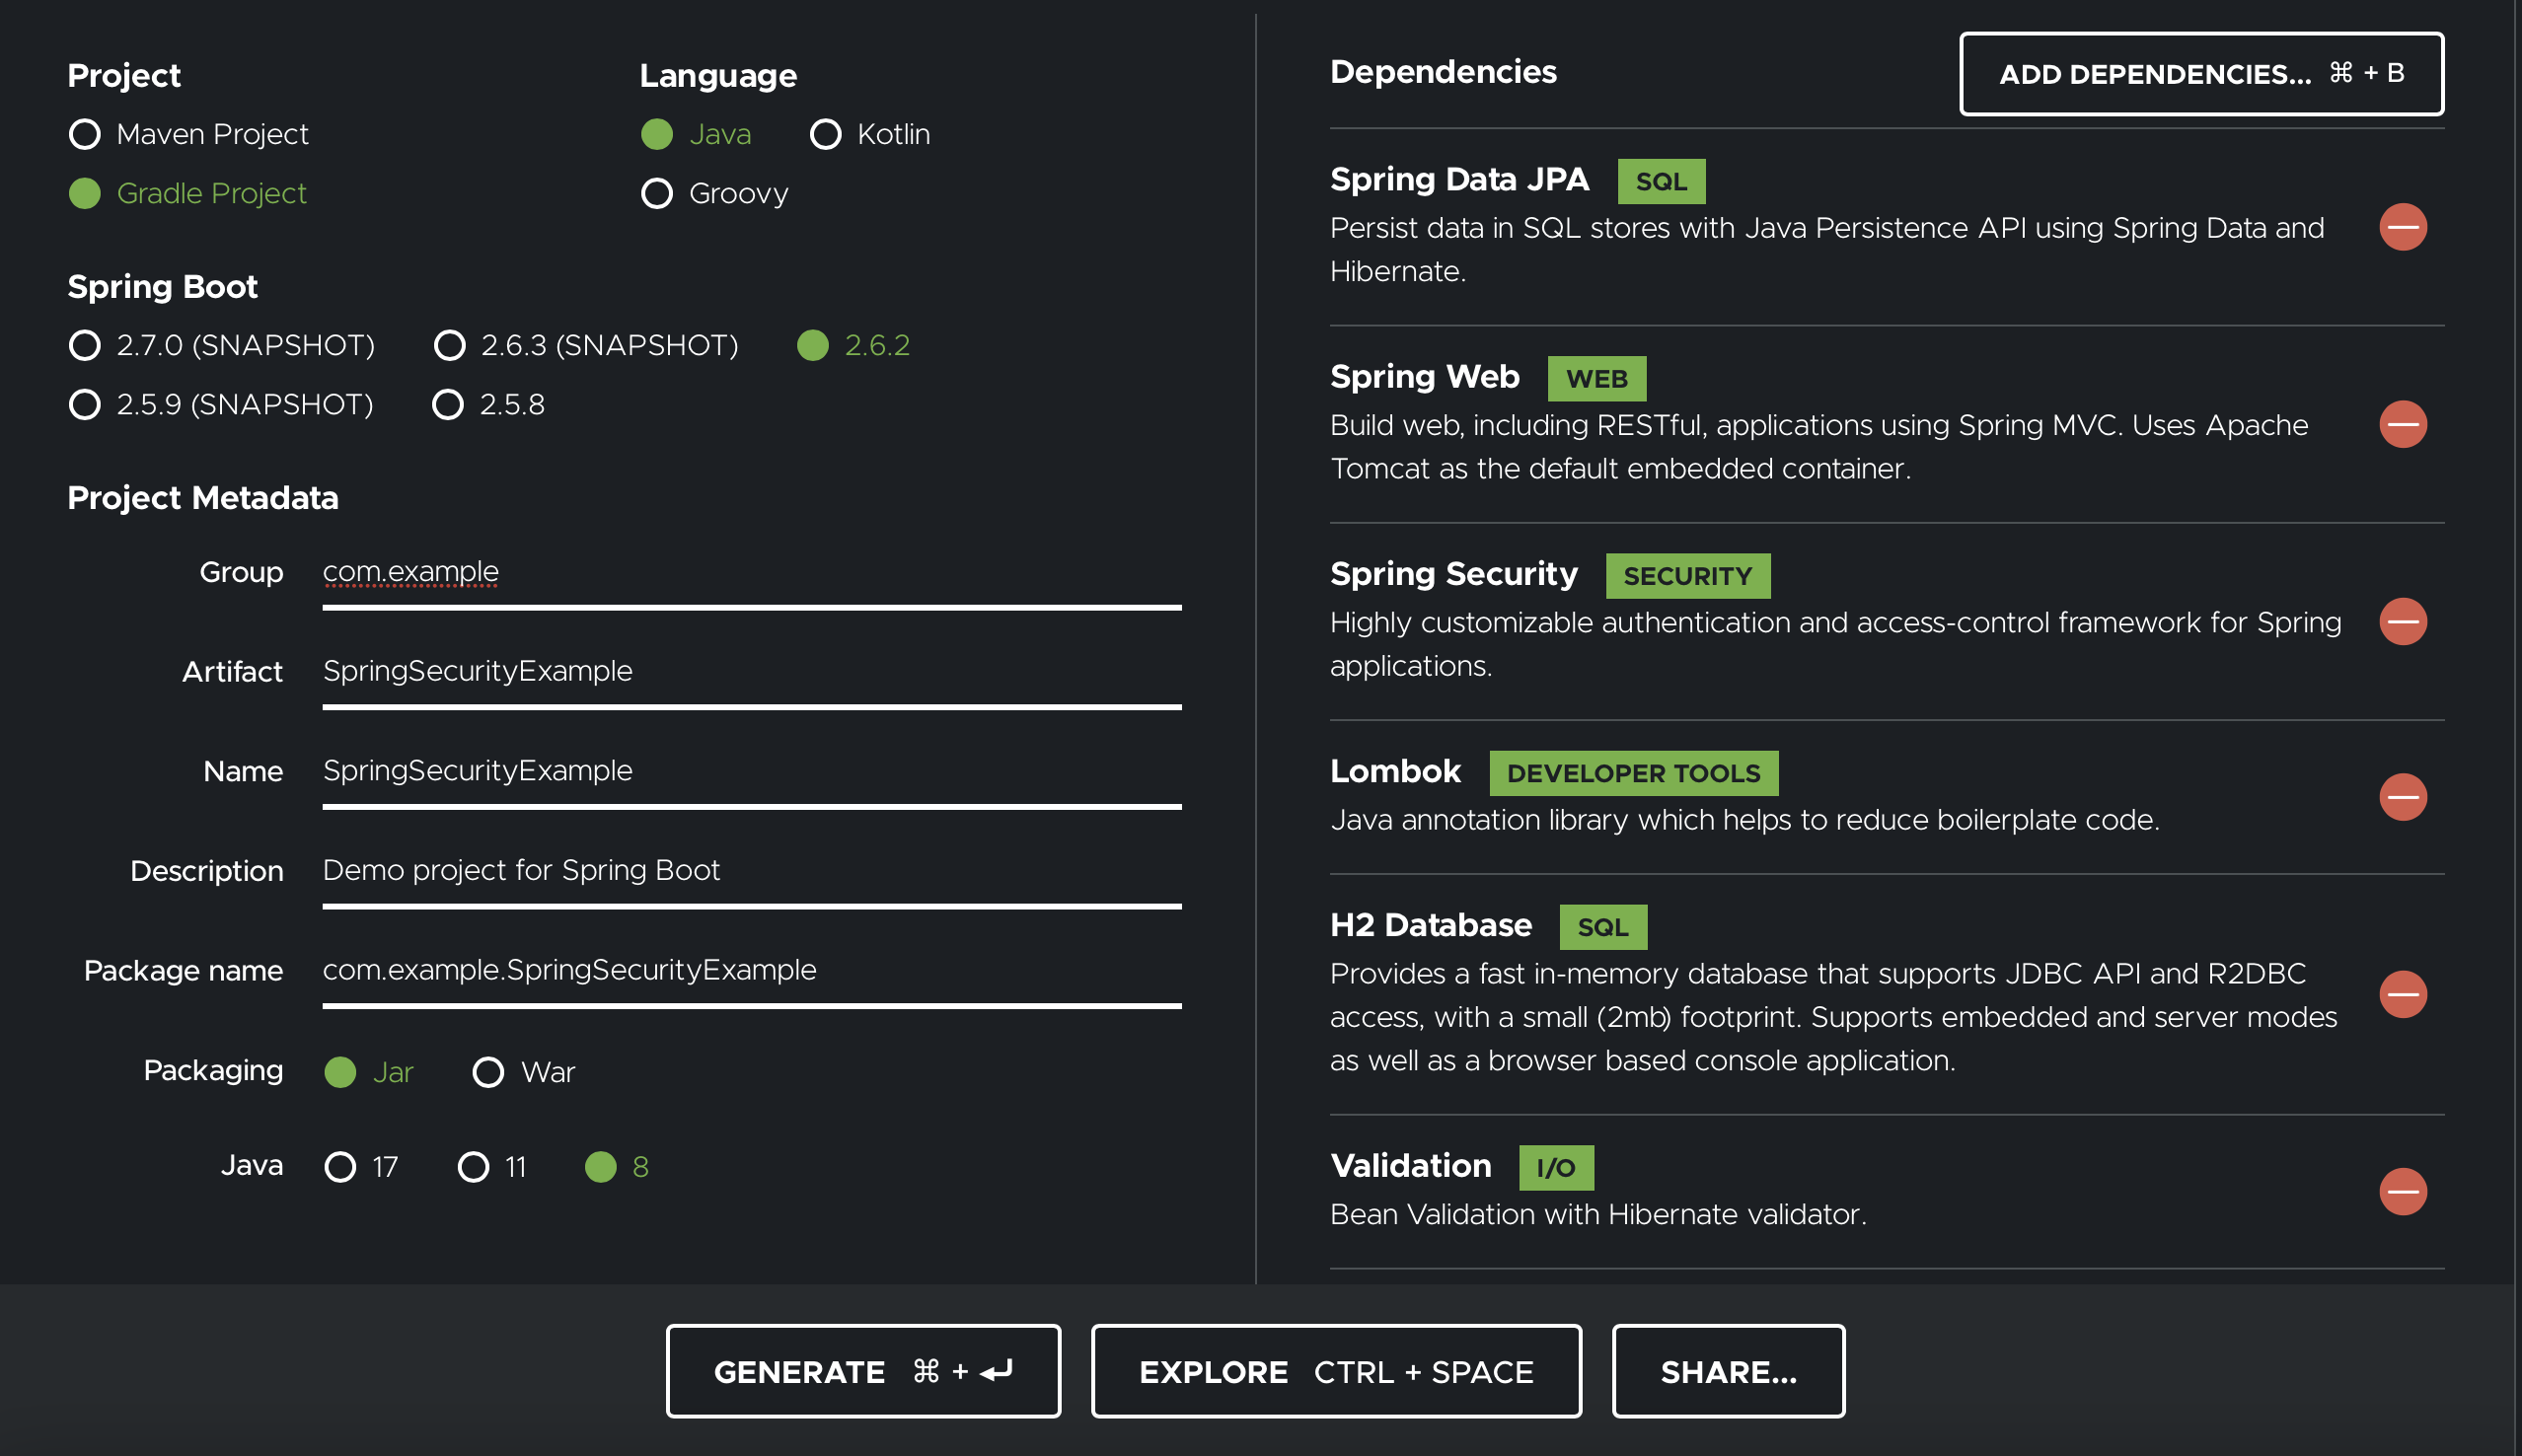 Project
Maven Project
Gradle Project
Language
Java Kotlin
Groovy
Spring Boot
2.7.0 (SNAPSHOT) 2.6.3 (SNAPSHOT) 2.6.2
2.5.9 (SNAPSHOT) 2.5.8
Project Metadata
Group com.example
Artifact SpringSecurityExample
Name SpringSecurityExample
Description Demo project for Spring Boot
Package name com.example.SpringSecurityExample
Packaging Jar War
Java 17 11 8
Dependencies ADD DEPENDENCIES... ⌘ + B
Spring Data JPA SQL
Persist data in SQL stores with Java Persistence API using Spring Data and
Hibernate.
Spring Web WEB
Build web, including RESTful, applications using Spring MVC. Uses Apache
Tomcat as the default embedded container.
Spring Security SECURITY
Highly customizable authentication and access-control framework for Spring
applications.
Lombok DEVELOPER TOOLS
Java annotation library which helps to reduce boilerplate code.
H2 Database SQL
Provides a fast in-memory database that supports JDBC API and R2DBC
access, with a small (2mb) footprint. Supports embedded and server modes
as well as a browser based console application.
Validation I/O
Bean Validation with Hibernate validator.
GENERATE ⌘ + ⏎ EXPLORE CTRL + SPACE SHARE...